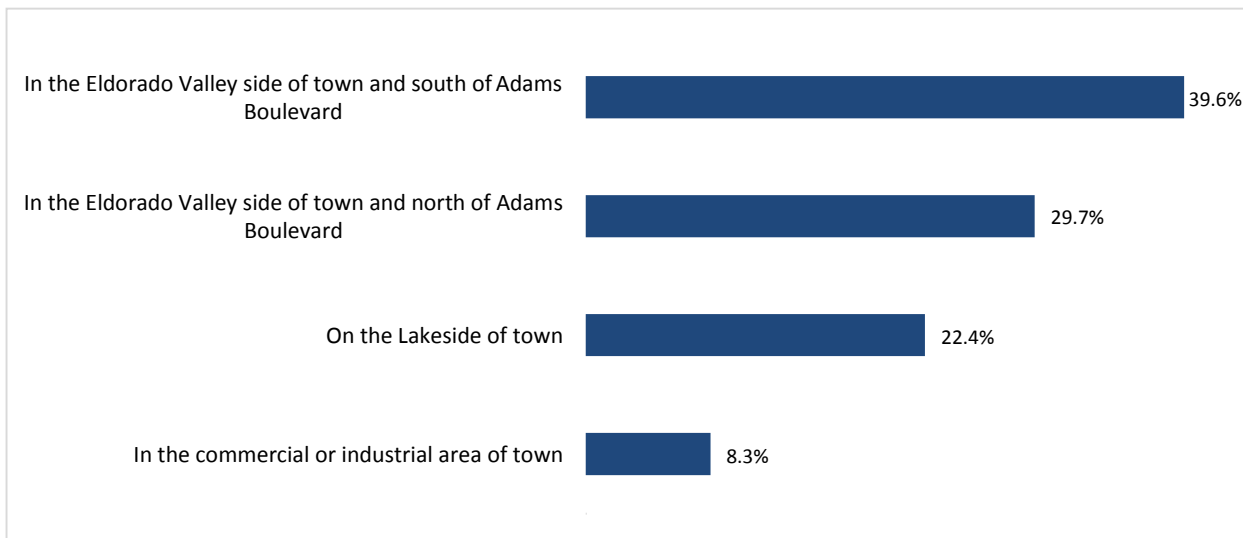 In the Eldorado Valley side of town and south of Adams
Boulevard
39.6%
In the Eldorado Valley side of town and north of Adams
Boulevard
29.7%
On the Lakeside of town
22.4%
In the commercial or industrial area of town
8.3%